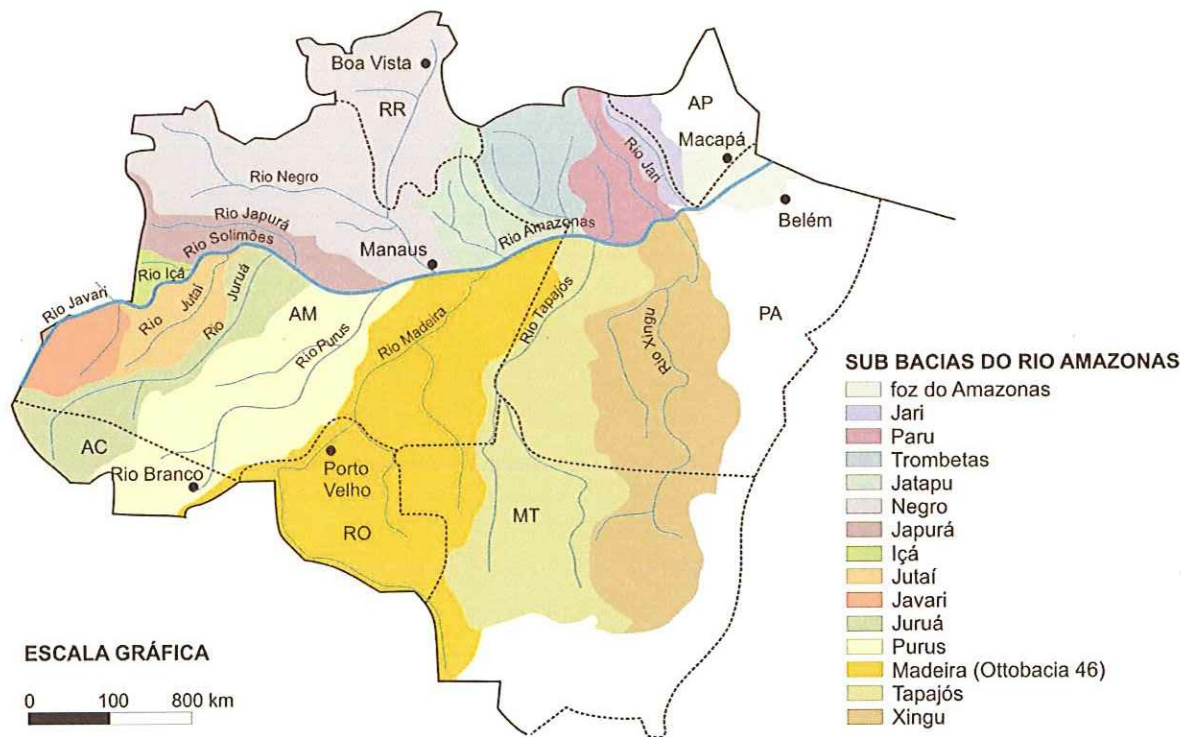 Boa Vista
RR
AP
Macapá
Rio Jari
Rio Negro
Belém
Rio Japurá
Rio Solimões
Rio Amazonas
Manaus
Rio Içá
Rio Javari
Rio Jutaí
Rio Juruá
AM
Rio Purus
Rio Madeira
Rio Tapajós
Rio Xingu
PA
AC
Rio Branco
Porto
Velho
RO
MT
SUB BACIAS DO RIO AMAZONAS
foz do Amazonas
Jari
Paru
Trombetas
Jatapu
Negro
Japurá
Içá
Jutaí
Javari
Juruá
Purus
Madeira (Ottobacia 46)
Tapajós
Xingu
ESCALA GRÁFICA
0 100 800 km